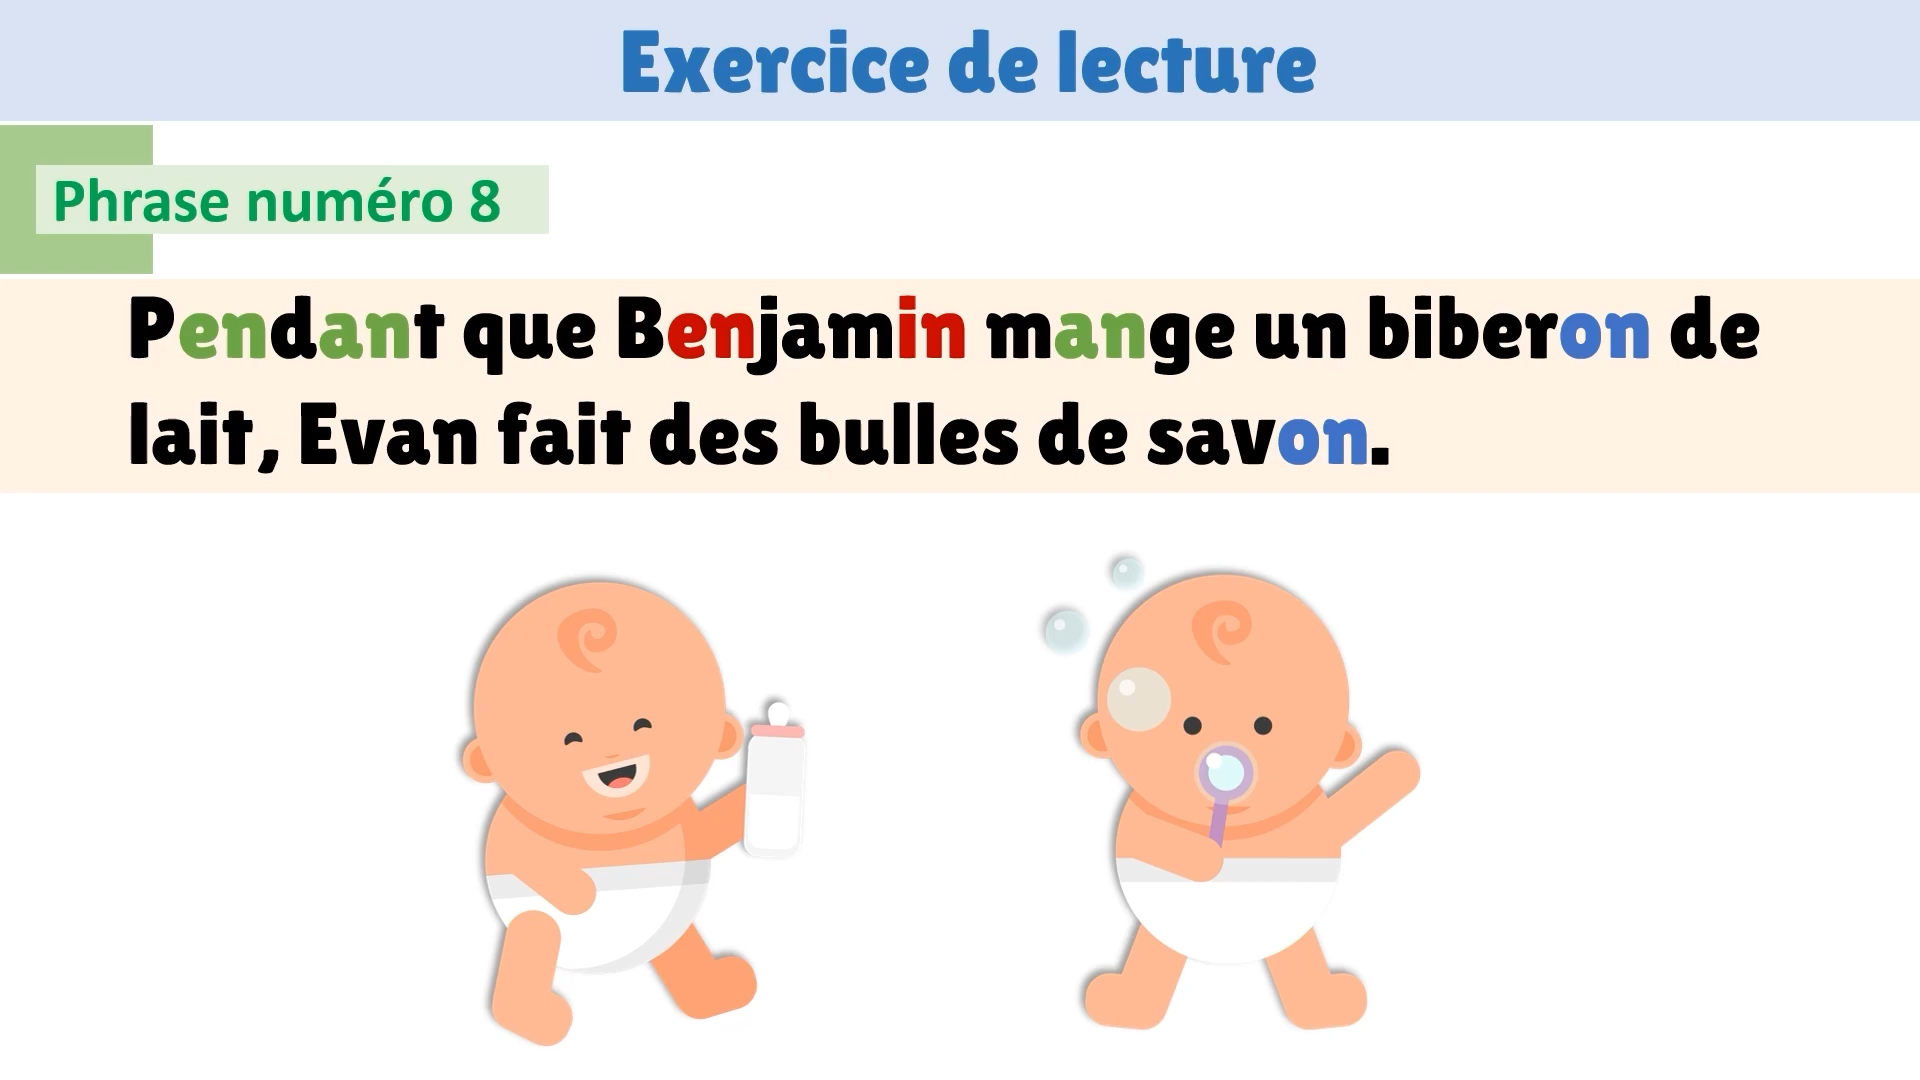 Exercice de lecture
Phrase numéro 8
Pendant que Benjamin mange un biberon de
lait, Evan fait des bulles de savon.